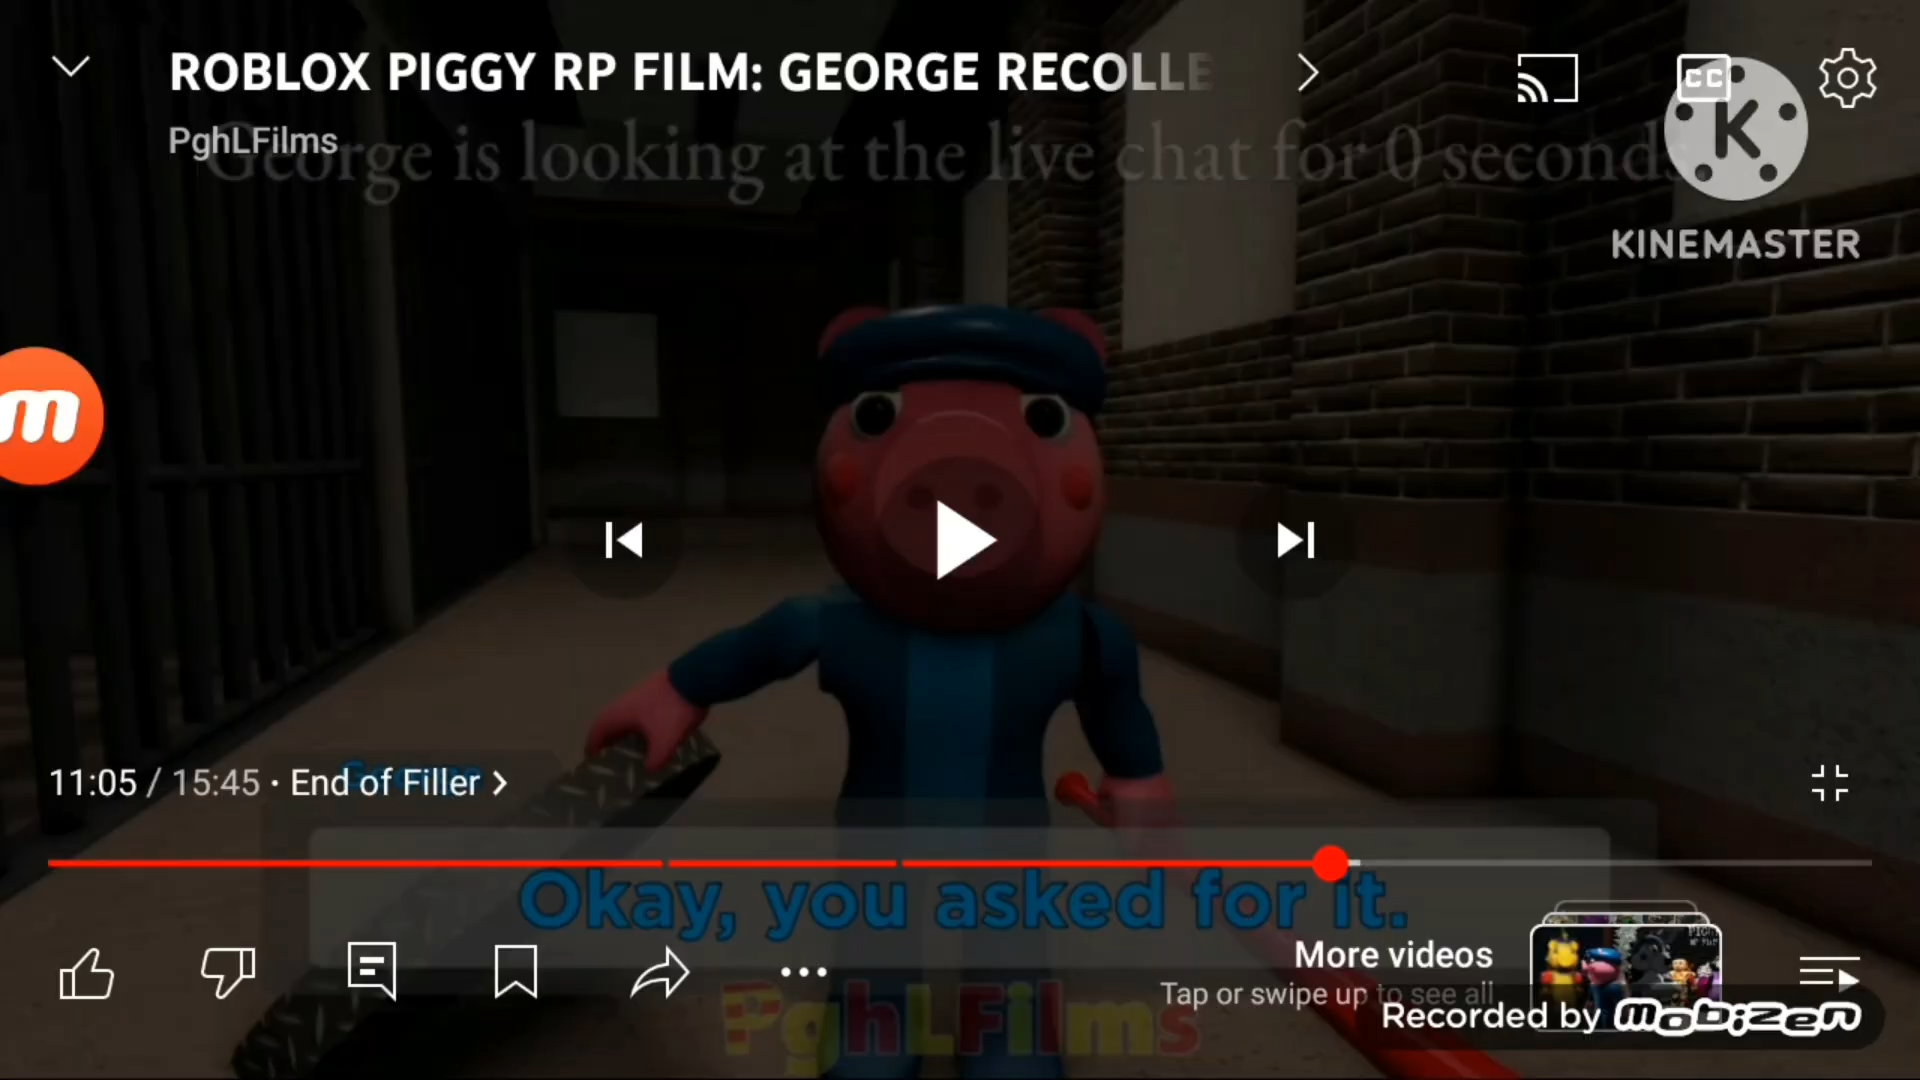 ROBLOX PIGGY RP FILM: GEORGE RECOLLE
CC
PghLFilms
George is looking at the live chat for 0 seconds
K
KINEMASTER
m
George
11:05 / 15:45 · End of Filler
Okay, you asked for it.
More videos
Tap or swipe up to see all
PghLFilms
Recorded by mobizen